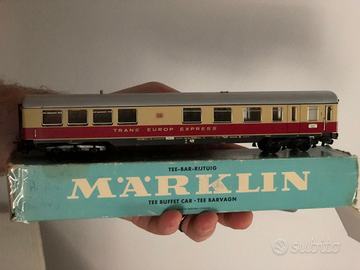 TRANS EUROP EXPRESS
TEE-BAR-RIJTUIG
MÄRKLIN
TEE BUFFET CAR - TEE BARVAGN
subito